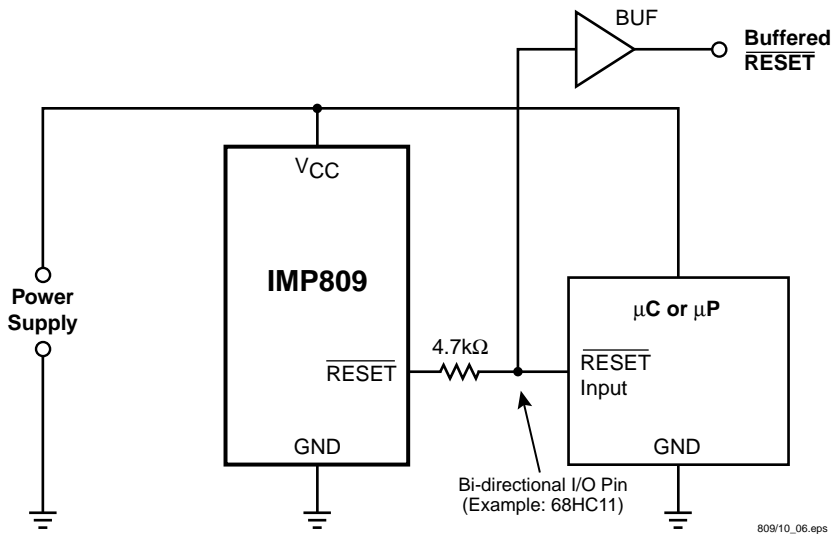 BUF
Buffered
RESET
VCC
IMP809
Power
Supply
μC or μP
4.7kΩ
RESET
RESET
Input
GND
GND
Bi-directional I/O Pin
(Example: 68HC11)
809/10_06.eps